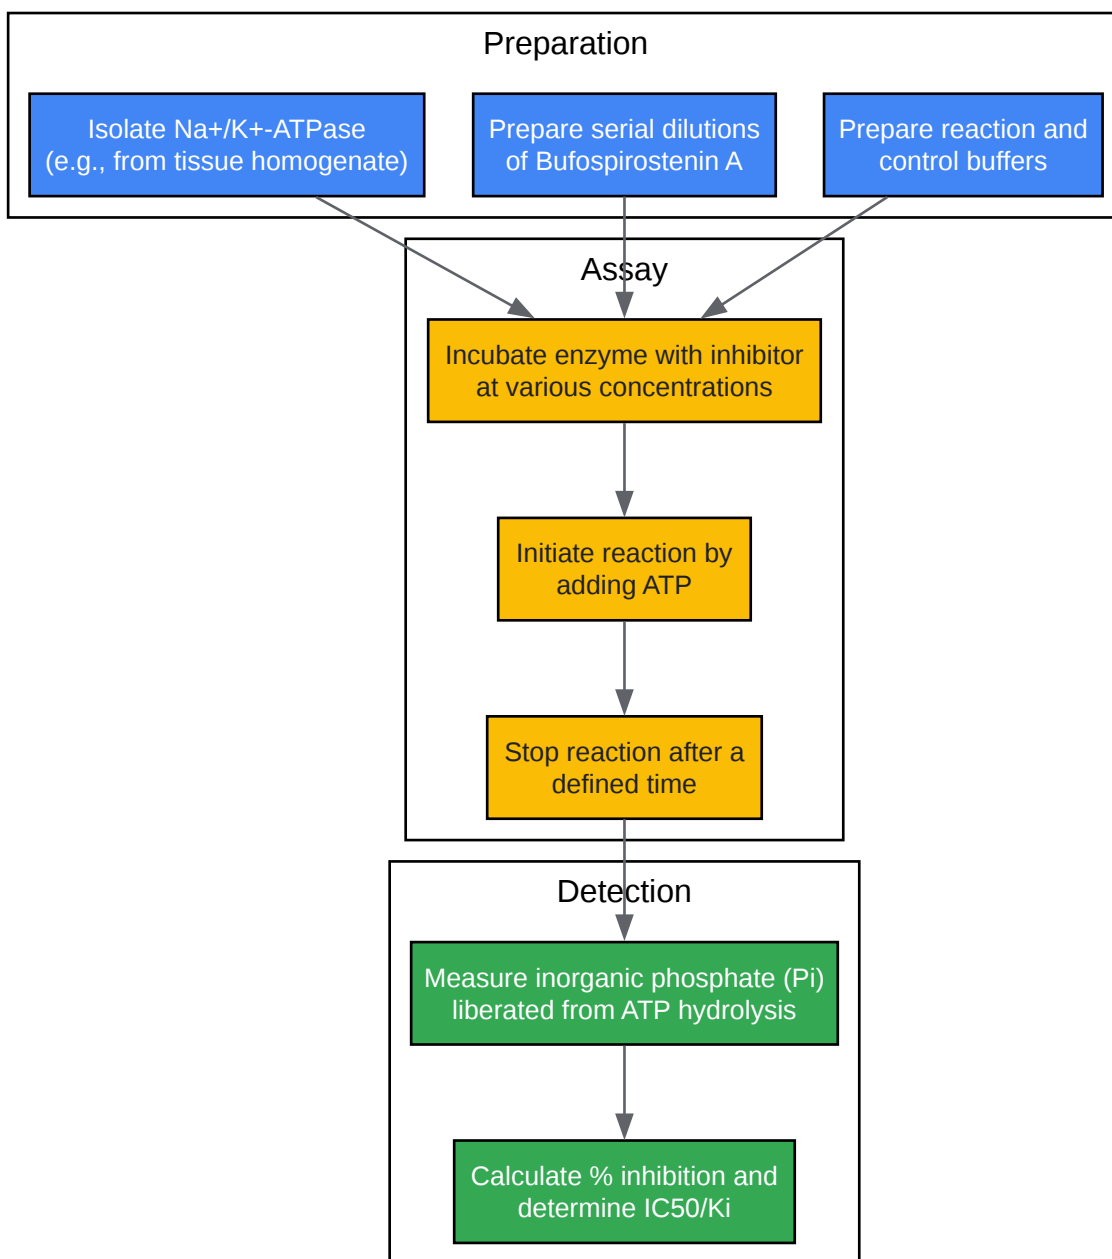 Preparation
Isolate Na+/K+-ATPase
(e.g., from tissue homogenate)
Prepare serial dilutions
of Bufospirostenin A
Prepare reaction and
control buffers
Assay
Incubate enzyme with inhibitor
at various concentrations
Initiate reaction by
adding ATP
Stop reaction after a
defined time
Detection
Measure inorganic phosphate (Pi)
liberated from ATP hydrolysis
Calculate % inhibition and
determine IC50/Ki